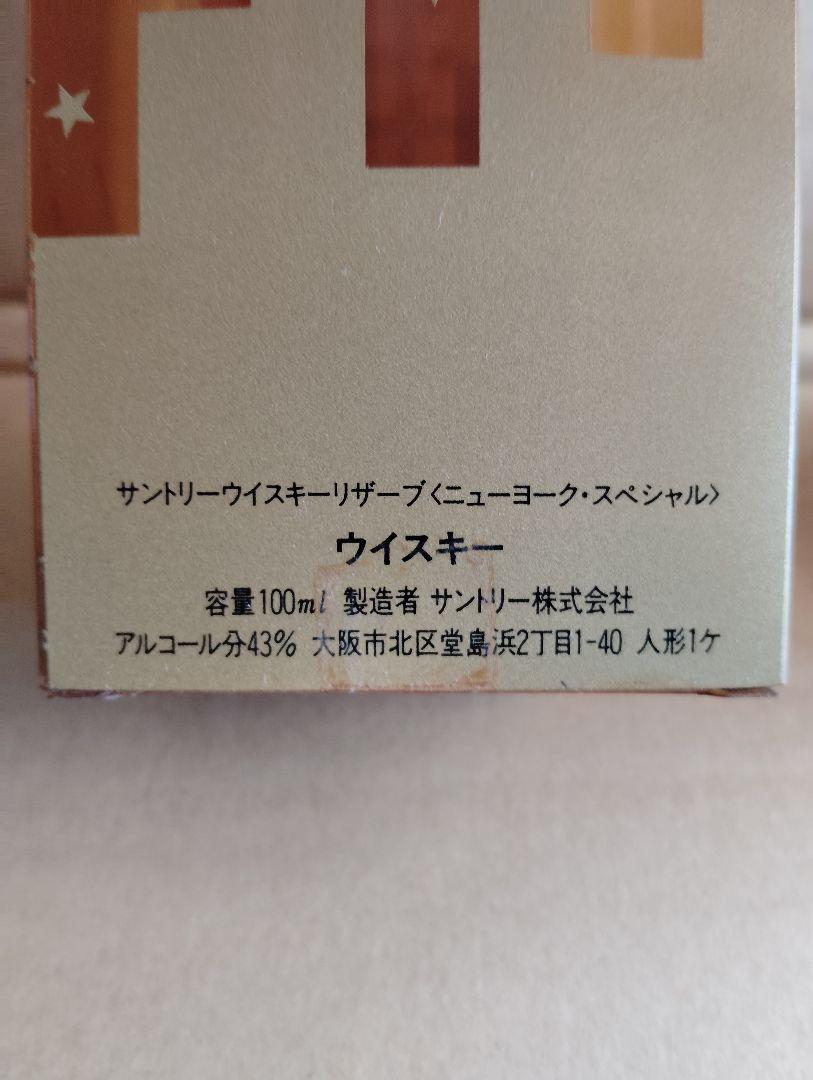 サントリーウイスキーリザーブ〈ニューヨーク・スペシャル〉
ウイスキー
容量100ml 製造者 サントリー株式会社
アルコール分43% 大阪市北区堂島浜2丁目1-40 人形1ケ